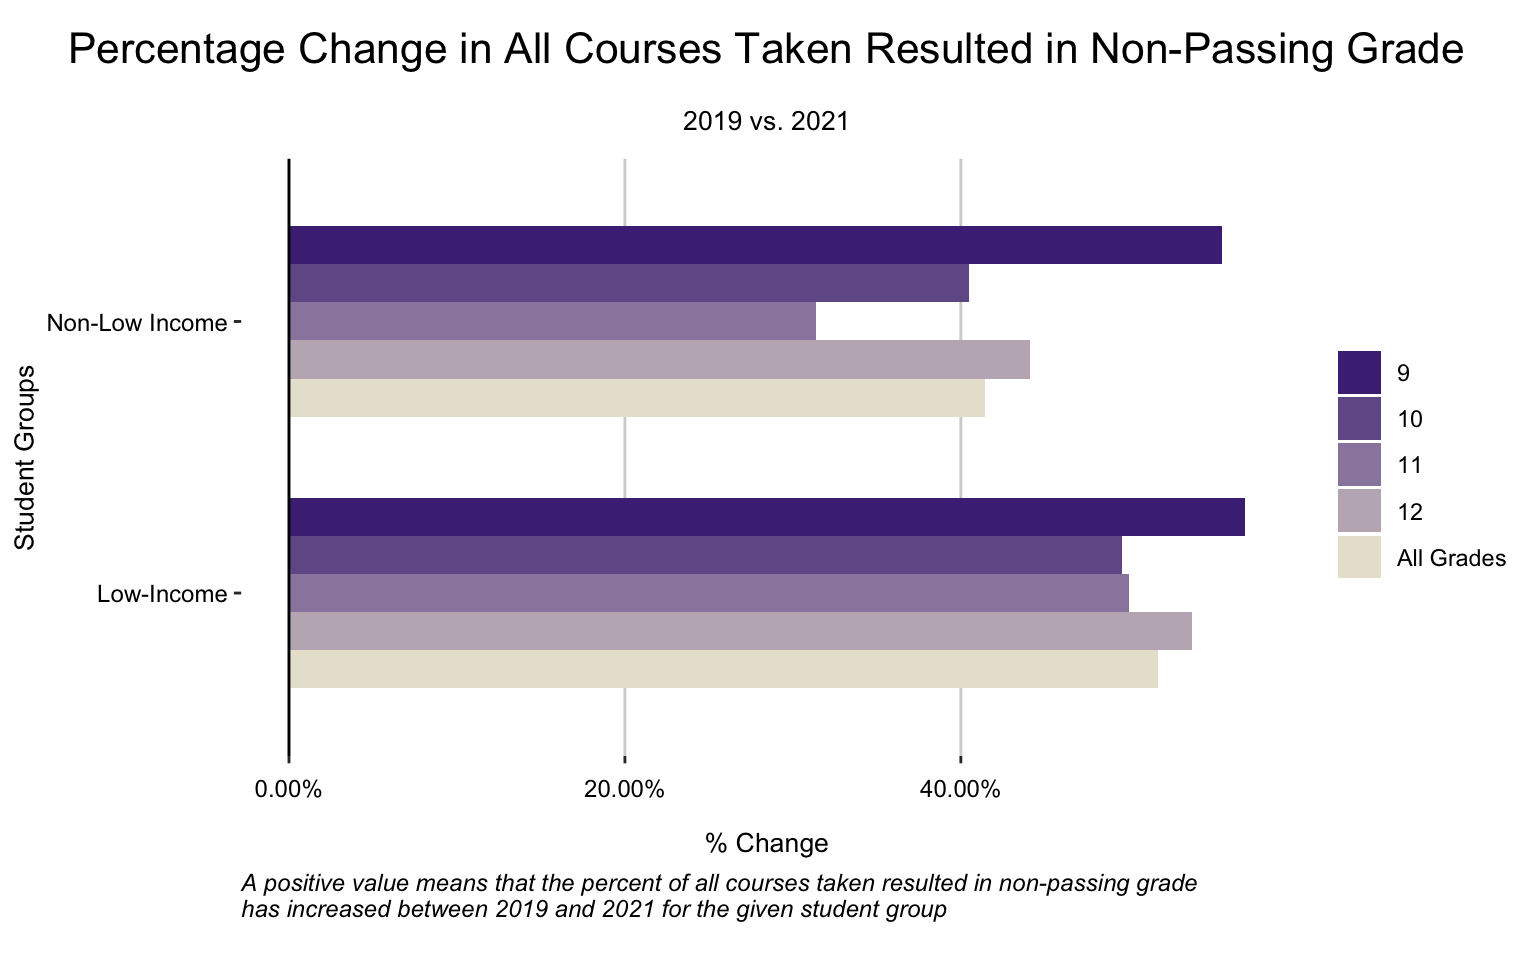 Percentage Change in All Courses Taken Resulted in Non-Passing Grade
2019 vs. 2021
Student Groups
Non-Low Income
Low-Income
9
10
11
12
All Grades
0.00%
20.00%
40.00%
% Change
A positive value means that the percent of all courses taken resulted in non-passing grade
has increased between 2019 and 2021 for the given student group